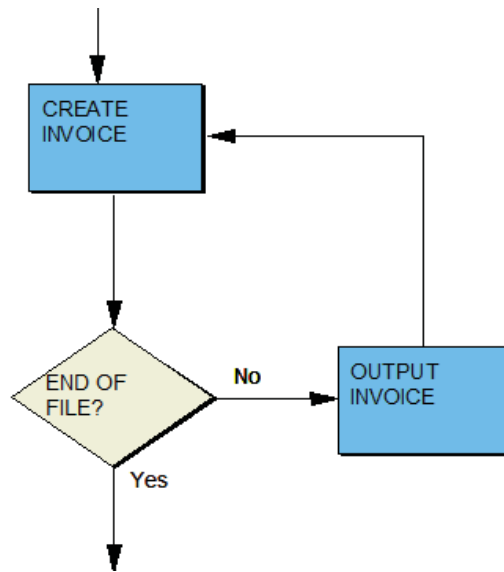 CREATE
INVOICE
END OF
FILE?
No
OUTPUT
INVOICE
Yes